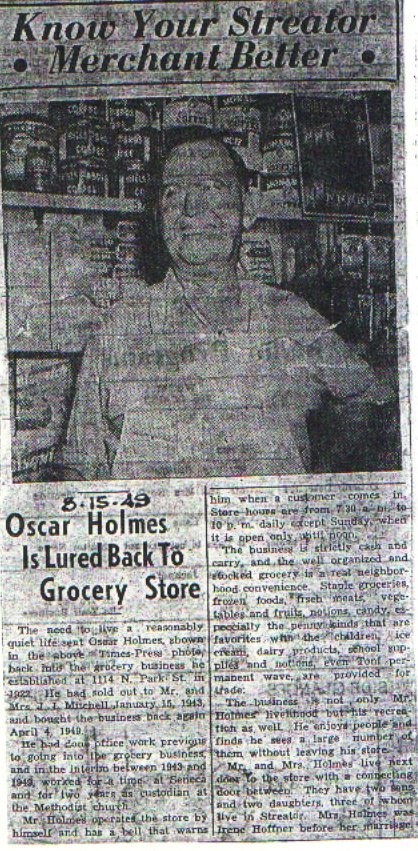 Know Your Streator
• Merchant Better •
COFFEE
COFFEE
8-15-49
Oscar Holmes
Is Lured Back To
Grocery Store
The need to live a reasonably
quiet life sent Oscar Holmes, shown
in the above Times-Press photo,
back into the grocery business he
established at 1114 N. Park St. in
1922. He had sold out to Mr. and
Mrs. J. I. Mitchell January 15, 1943,
and bought the business back again
April 4, 1949.
He had done office work previous
to going into the grocery business,
and in the interim between 1943 and
1949, worked for a time at Seneca
and for two years as custodian at
the Methodist church.
Mr. Holmes operates the store by
himself and has a bell that warns
him when a customer comes in.
Store hours are from 7:30 a. m. to
10 p. m. daily except Sunday, when
it is open only until noon.
The business is strictly cash and
carry, and the well organized and
stocked grocery is a real neighbor-
hood convenience. Staple groceries,
frozen foods, fresh meats, vege-
tables and fruits, notions, candy, es-
pecially the penny kinds that are
favorites with the children, ice
cream, dairy products, school sup-
plies and notions, even Toni per-
manent wave, are provided for
trade.
The business is not only Mr.
Holmes' livelihood but his recrea-
tion as well. He enjoys people and
finds he sees a large number of
them without leaving his store.
Mr. and Mrs. Holmes live next
door to the store with a connecting
door between. They have two sons
and two daughters, three of whom
live in Streator. Mrs. Holmes was
Irene Hoffner before her marriage.